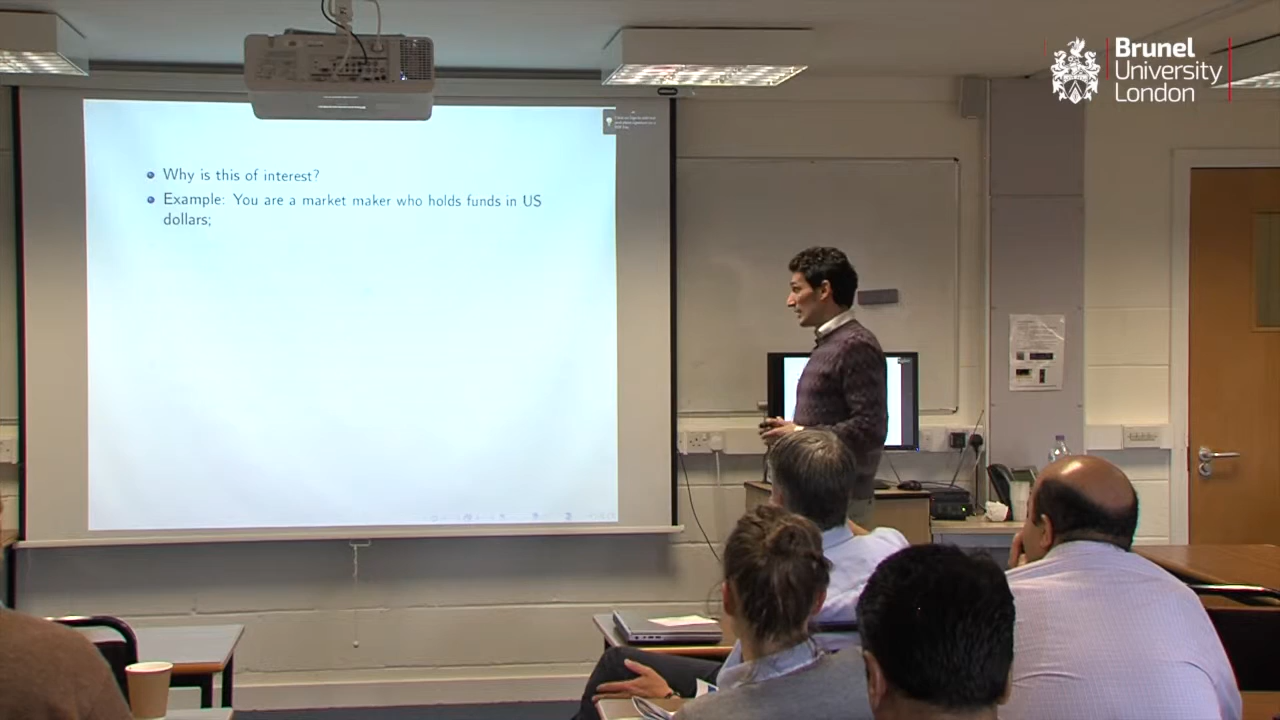 Brunel
University
London
Why is this of interest?
Example: You are a market maker who holds funds in US
dollars;